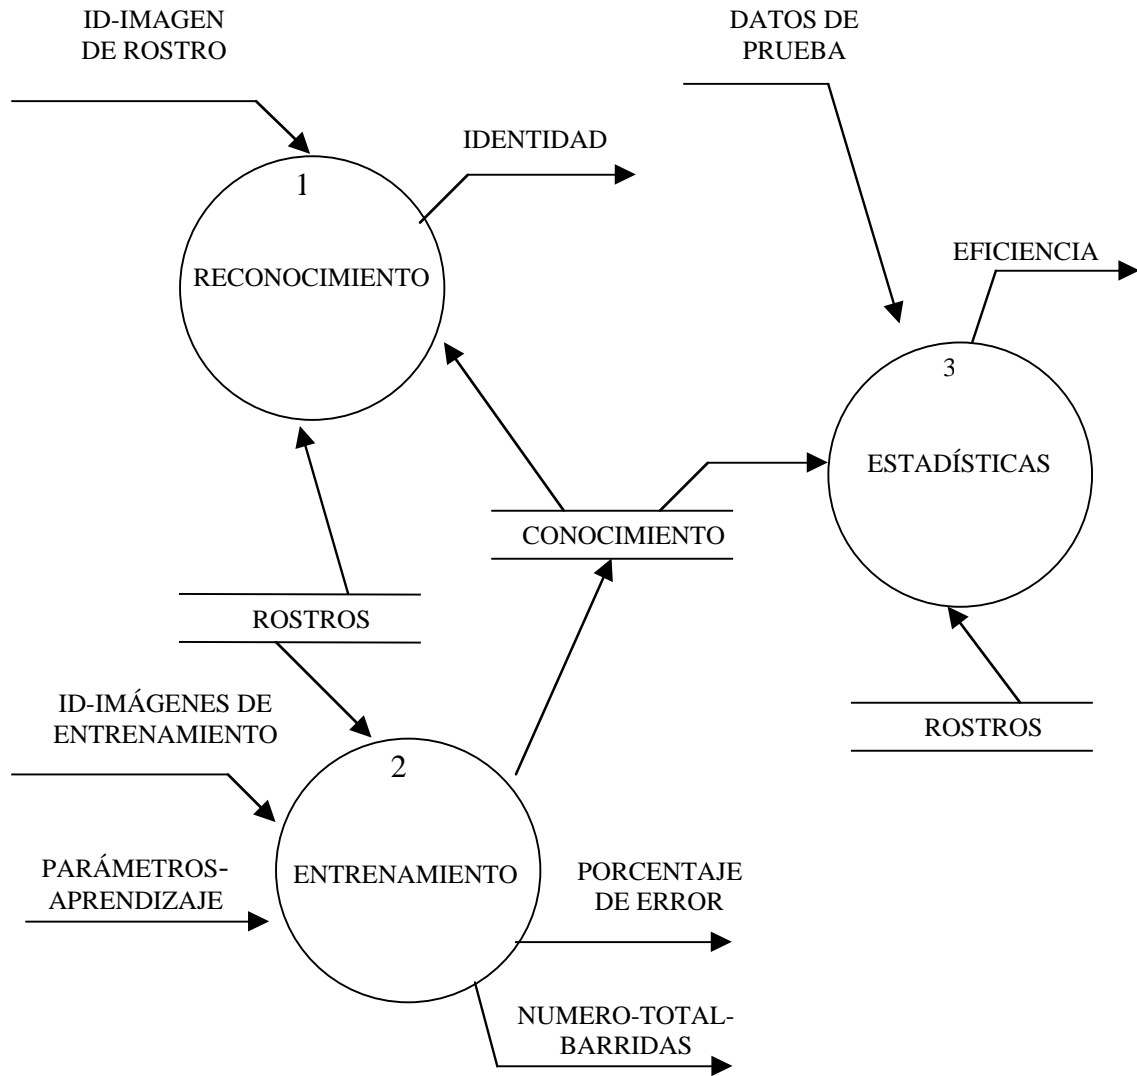 ID-IMAGEN
DE ROSTRO
DATOS DE
PRUEBA
IDENTIDAD
1
RECONOCIMIENTO
EFICIENCIA
3
ESTADÍSTICAS
CONOCIMIENTO
ROSTROS
ID-IMÁGENES DE
ENTRENAMIENTO
ROSTROS
2
PARÁMETROS-
APRENDIZAJE
ENTRENAMIENTO
PORCENTAJE
DE ERROR
NUMERO-TOTAL-
BARRIDAS